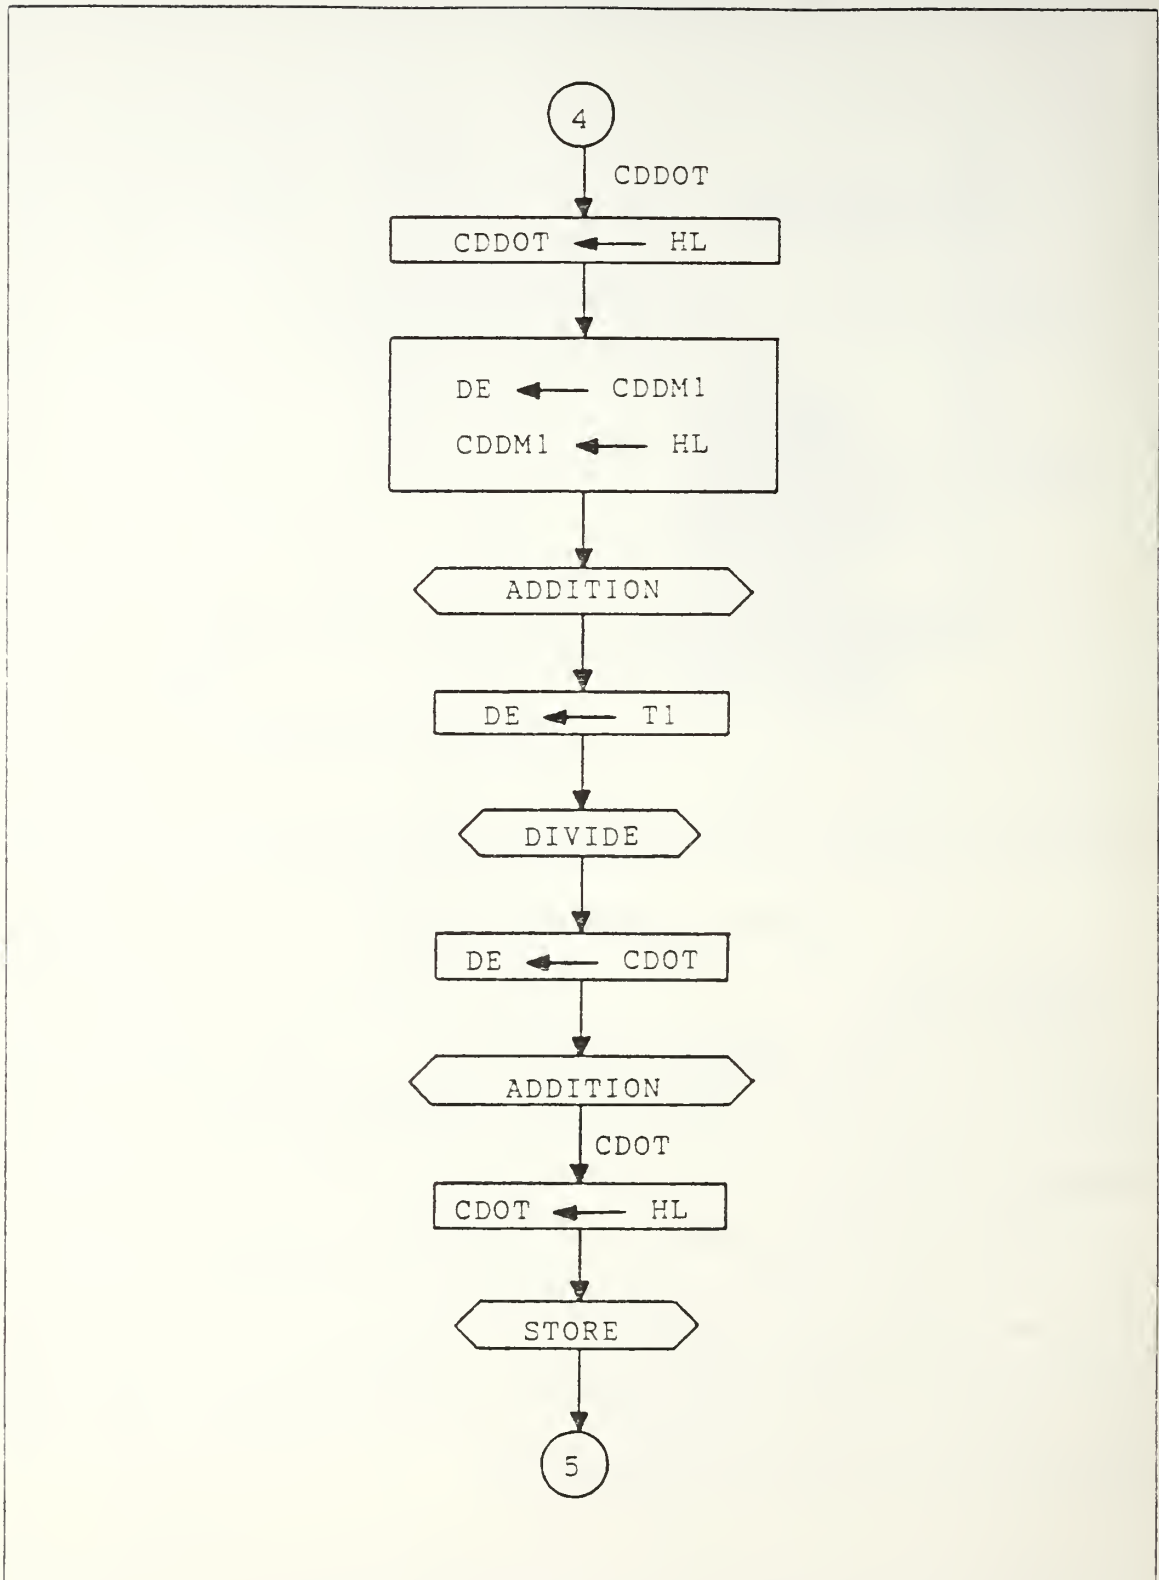 4
CDDOT
CDDOT ← HL
DE ← CDDM1
CDDM1 ← HL
ADDITION
DE ← T1
DIVIDE
DE ← CDOT
ADDITION
CDOT
CDOT ← HL
STORE
5